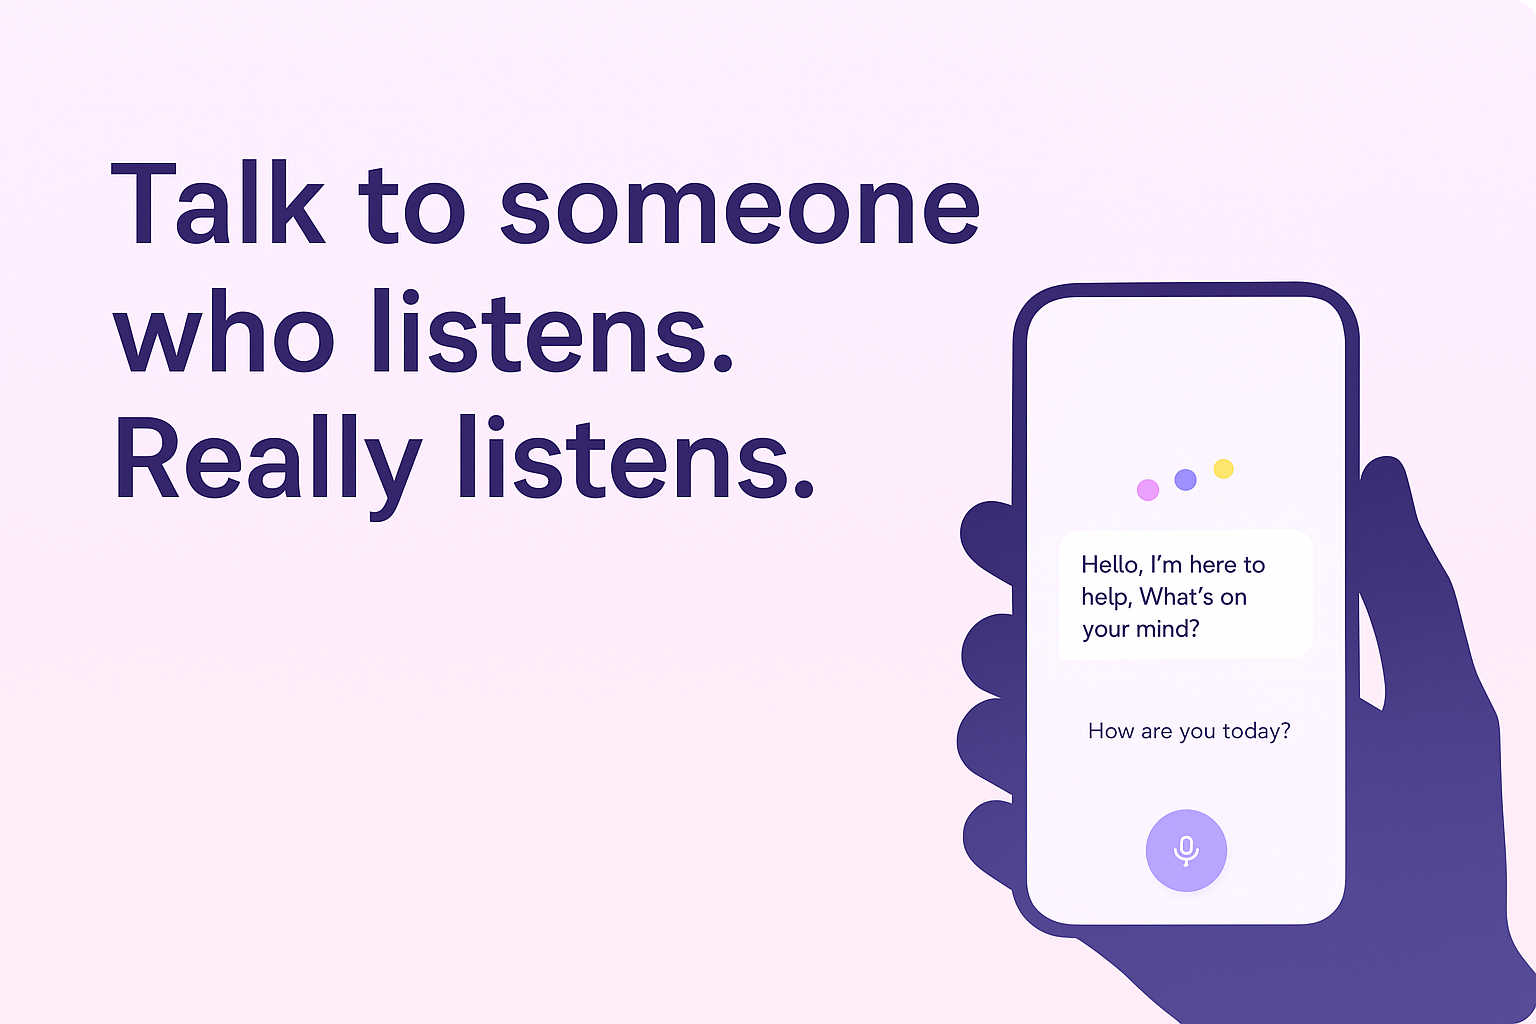 Talk to someone
who listens.
Really listens.
Hello, I’m here to
help, What’s on
your mind?
How are you today?